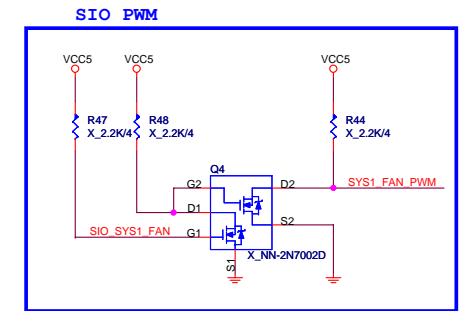 SIO PWM
VCC5 VCC5 VCC5
R47 R48 R44
X_2.2K/4 X_2.2K/4 X_2.2K/4
Q4
G2 D2 SYS1_FAN_PWM
D1
S2
SIO_SYS1_FAN G1
X_NN-2N7002D
S1